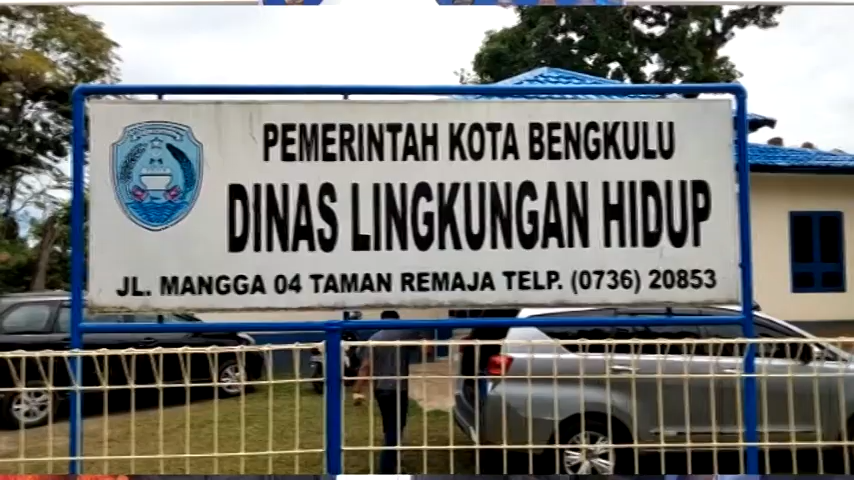 PEMERINTAH KOTA BENGKULU
DINAS LINGKUNGAN HIDUP
JL. MANGGA 04 TAMAN REMAJA TELP. (0736) 20853